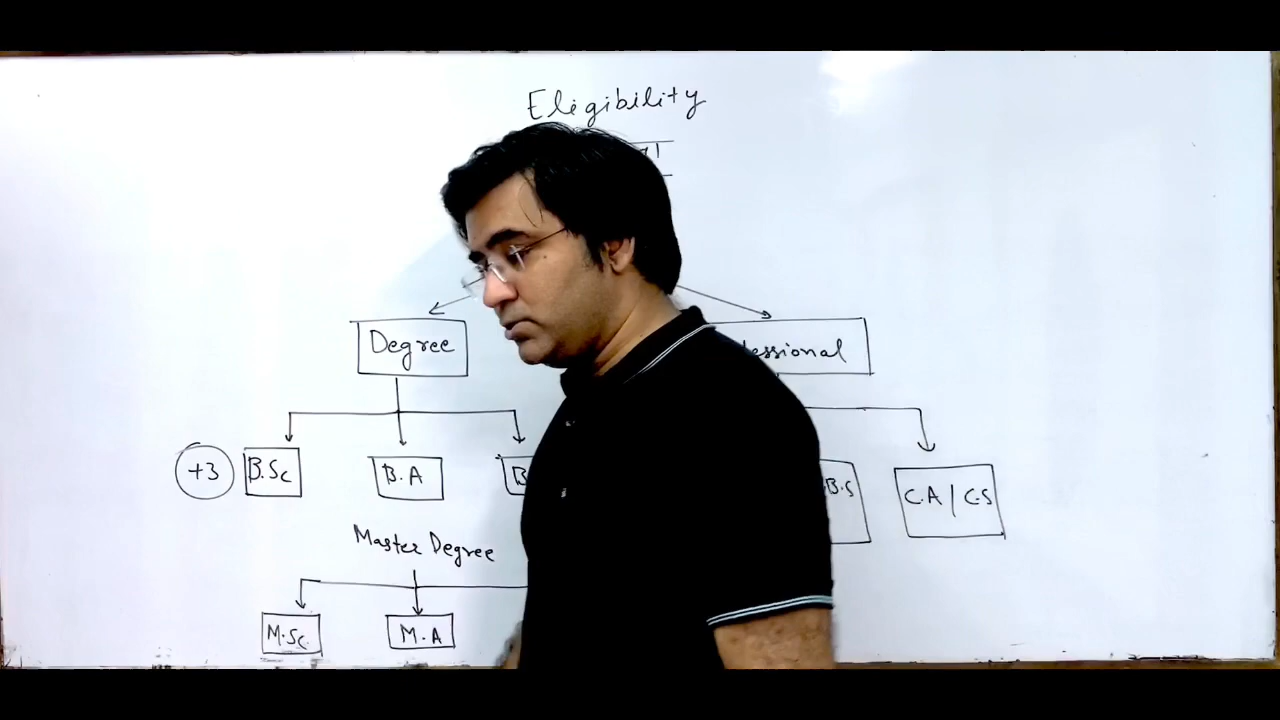 Eligibility
Degree
+3
B.Sc
B.A
C.A / C.S
Master Degree
M.Sc.
M.A